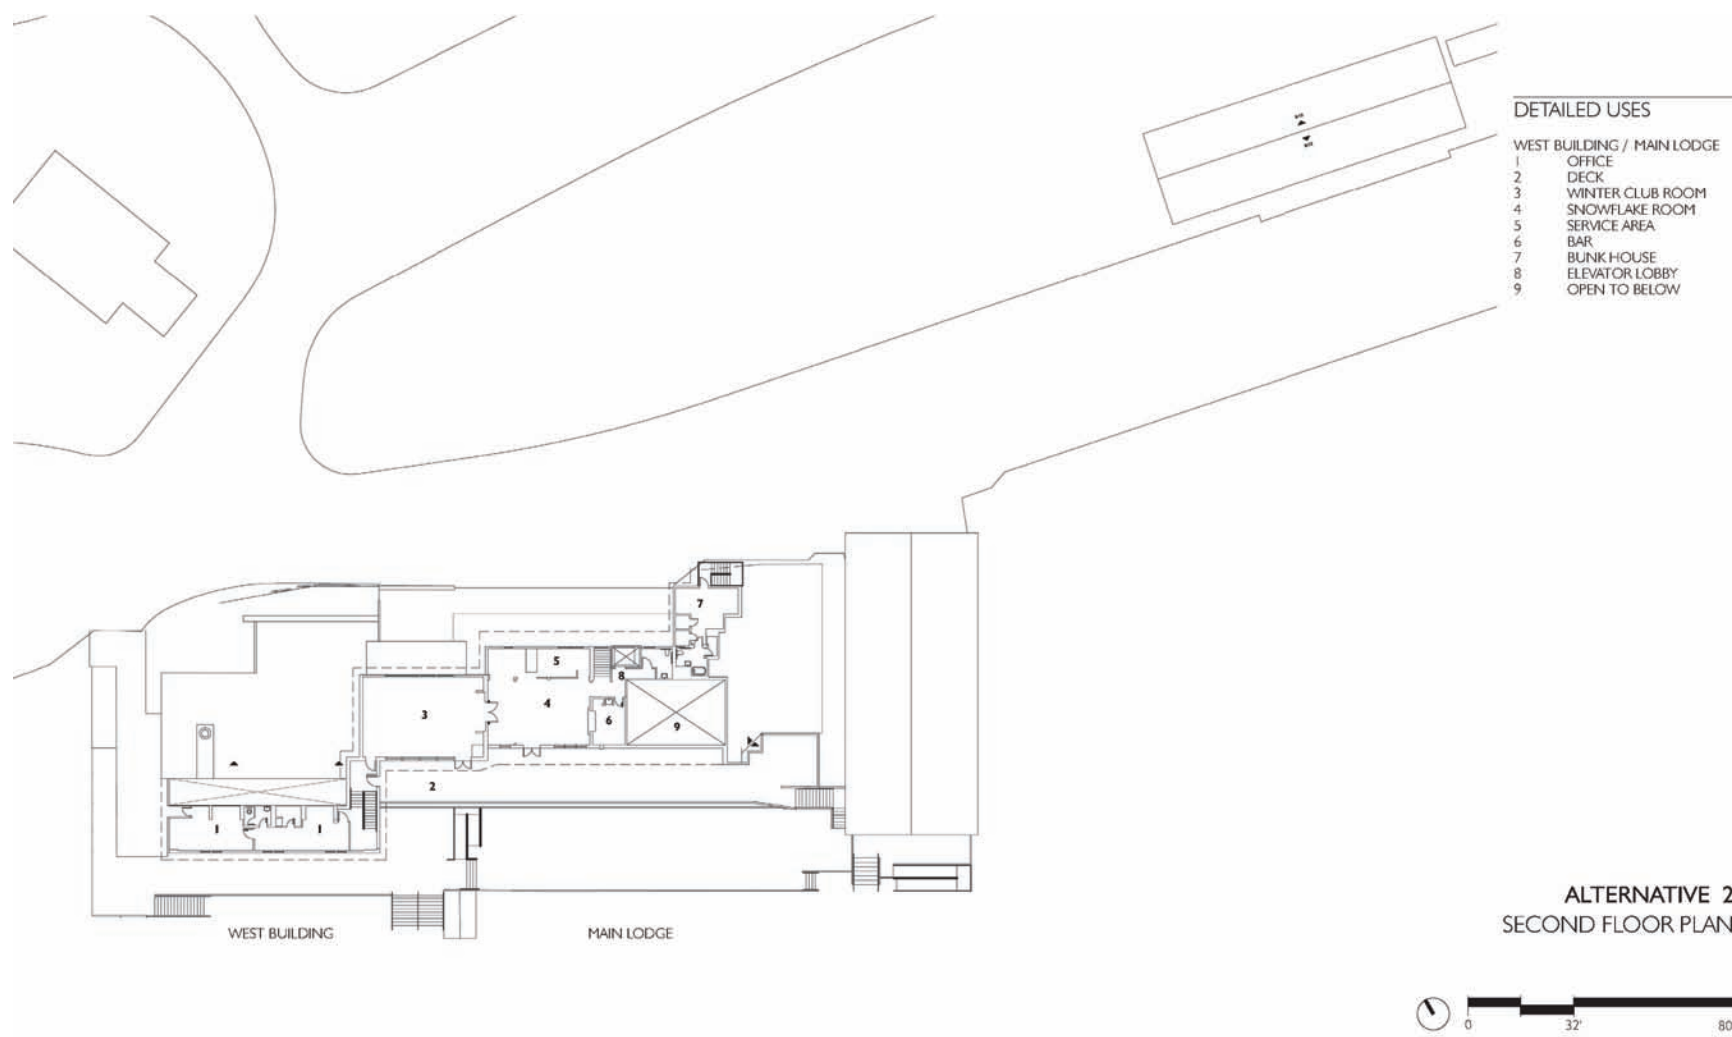 DETAILED USES
WEST BUILDING / MAIN LODGE
1 OFFICE
2 DECK
3 WINTER CLUB ROOM
4 SNOWFLAKE ROOM
5 SERVICE AREA
6 BAR
7 BUNK HOUSE
8 ELEVATOR LOBBY
9 OPEN TO BELOW
7
5
8
3
4
6
9
2
1 1
WEST BUILDING
MAIN LODGE
ALTERNATIVE 2
SECOND FLOOR PLAN
0 32' 80